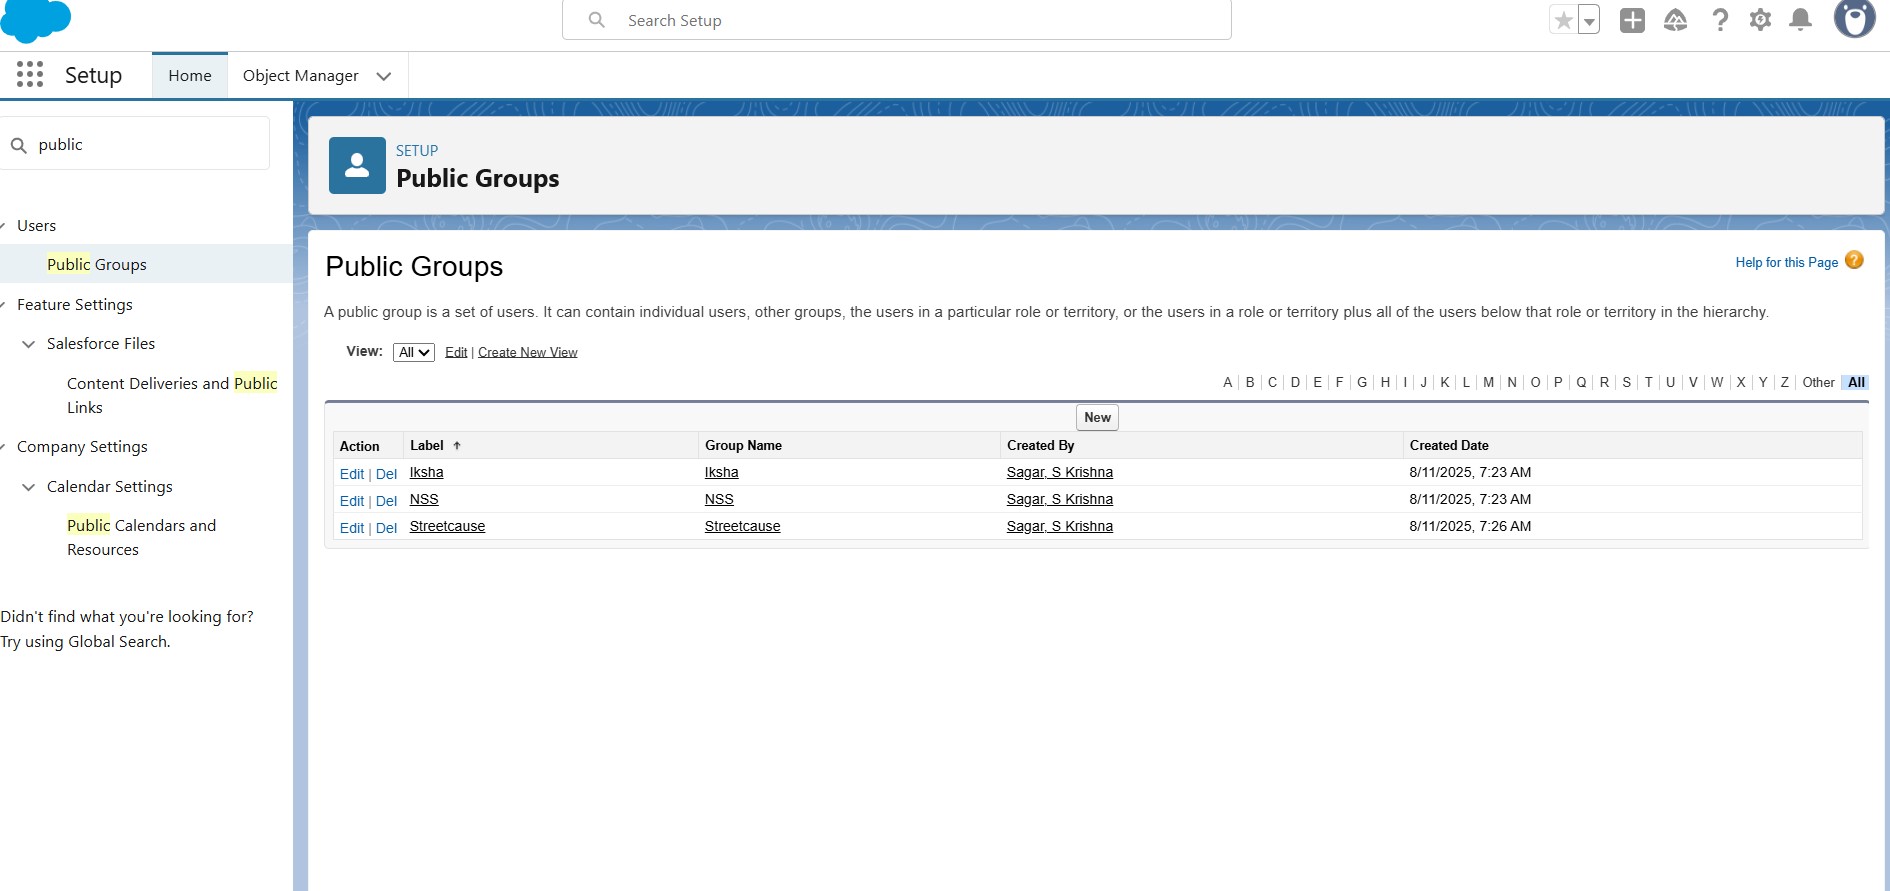 Search Setup
Setup
Home
Object Manager
public
Users
Public Groups
Feature Settings
Salesforce Files
Content Deliveries and Public
Links
Company Settings
Calendar Settings
Public Calendars and
Resources
Didn't find what you're looking for?
Try using Global Search.
SETUP
Public Groups
Public Groups
Help for this Page ?
A public group is a set of users. It can contain individual users, other groups, the users in a particular role or territory, or the users in a role or territory plus all of the users below that role or territory in the hierarchy.
View: All Edit | Create New View
A | B | C | D | E | F | G | H | I | J | K | L | M | N | O | P | Q | R | S | T | U | V | W | X | Y | Z | Other All
New
Action Label ↑ Group Name Created By Created Date
Edit | Del Iksha Iksha Sagar, S Krishna 8/11/2025, 7:23 AM
Edit | Del NSS NSS Sagar, S Krishna 8/11/2025, 7:23 AM
Edit | Del Streetcause Streetcause Sagar, S Krishna 8/11/2025, 7:26 AM